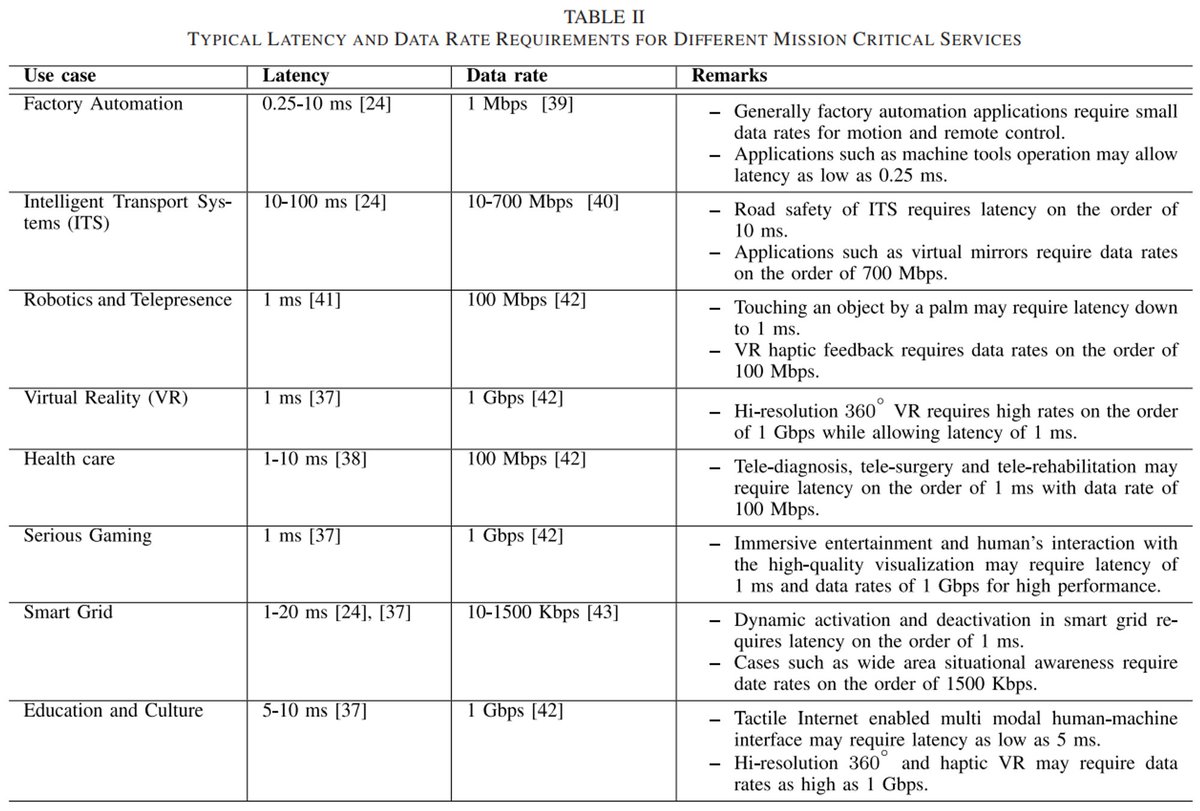 TABLE II
TYPICAL LATENCY AND DATA RATE REQUIREMENTS FOR DIFFERENT MISSION CRITICAL SERVICES
Use case Latency Data rate Remarks
Factory Automation 0.25-10 ms [24] 1 Mbps [39]
– Generally factory automation applications require small
data rates for motion and remote control.
– Applications such as machine tools operation may allow
latency as low as 0.25 ms.
Intelligent Transport Sys- 10-100 ms [24] 10-700 Mbps [40]
tems (ITS)
– Road safety of ITS requires latency on the order of
10 ms.
– Applications such as virtual mirrors require data rates
on the order of 700 Mbps.
Robotics and Telepresence 1 ms [41] 100 Mbps [42]
– Touching an object by a palm may require latency down
to 1 ms.
– VR haptic feedback requires data rates on the order of
100 Mbps.
Virtual Reality (VR) 1 ms [37] 1 Gbps [42]
– Hi-resolution 360° VR requires high rates on the order
of 1 Gbps while allowing latency of 1 ms.
Health care 1-10 ms [38] 100 Mbps [42]
– Tele-diagnosis, tele-surgery and tele-rehabilitation may
require latency on the order of 1 ms with data rate of
100 Mbps.
Serious Gaming 1 ms [37] 1 Gbps [42]
– Immersive entertainment and human's interaction with
the high-quality visualization may require latency of
1 ms and data rates of 1 Gbps for high performance.
Smart Grid 1-20 ms [24], [37] 10-1500 Kbps [43]
– Dynamic activation and deactivation in smart grid re-
quires latency on the order of 1 ms.
– Cases such as wide area situational awareness require
date rates on the order of 1500 Kbps.
Education and Culture 5-10 ms [37] 1 Gbps [42]
– Tactile Internet enabled multi modal human-machine
interface may require latency as low as 5 ms.
– Hi-resolution 360° and haptic VR may require data
rates as high as 1 Gbps.